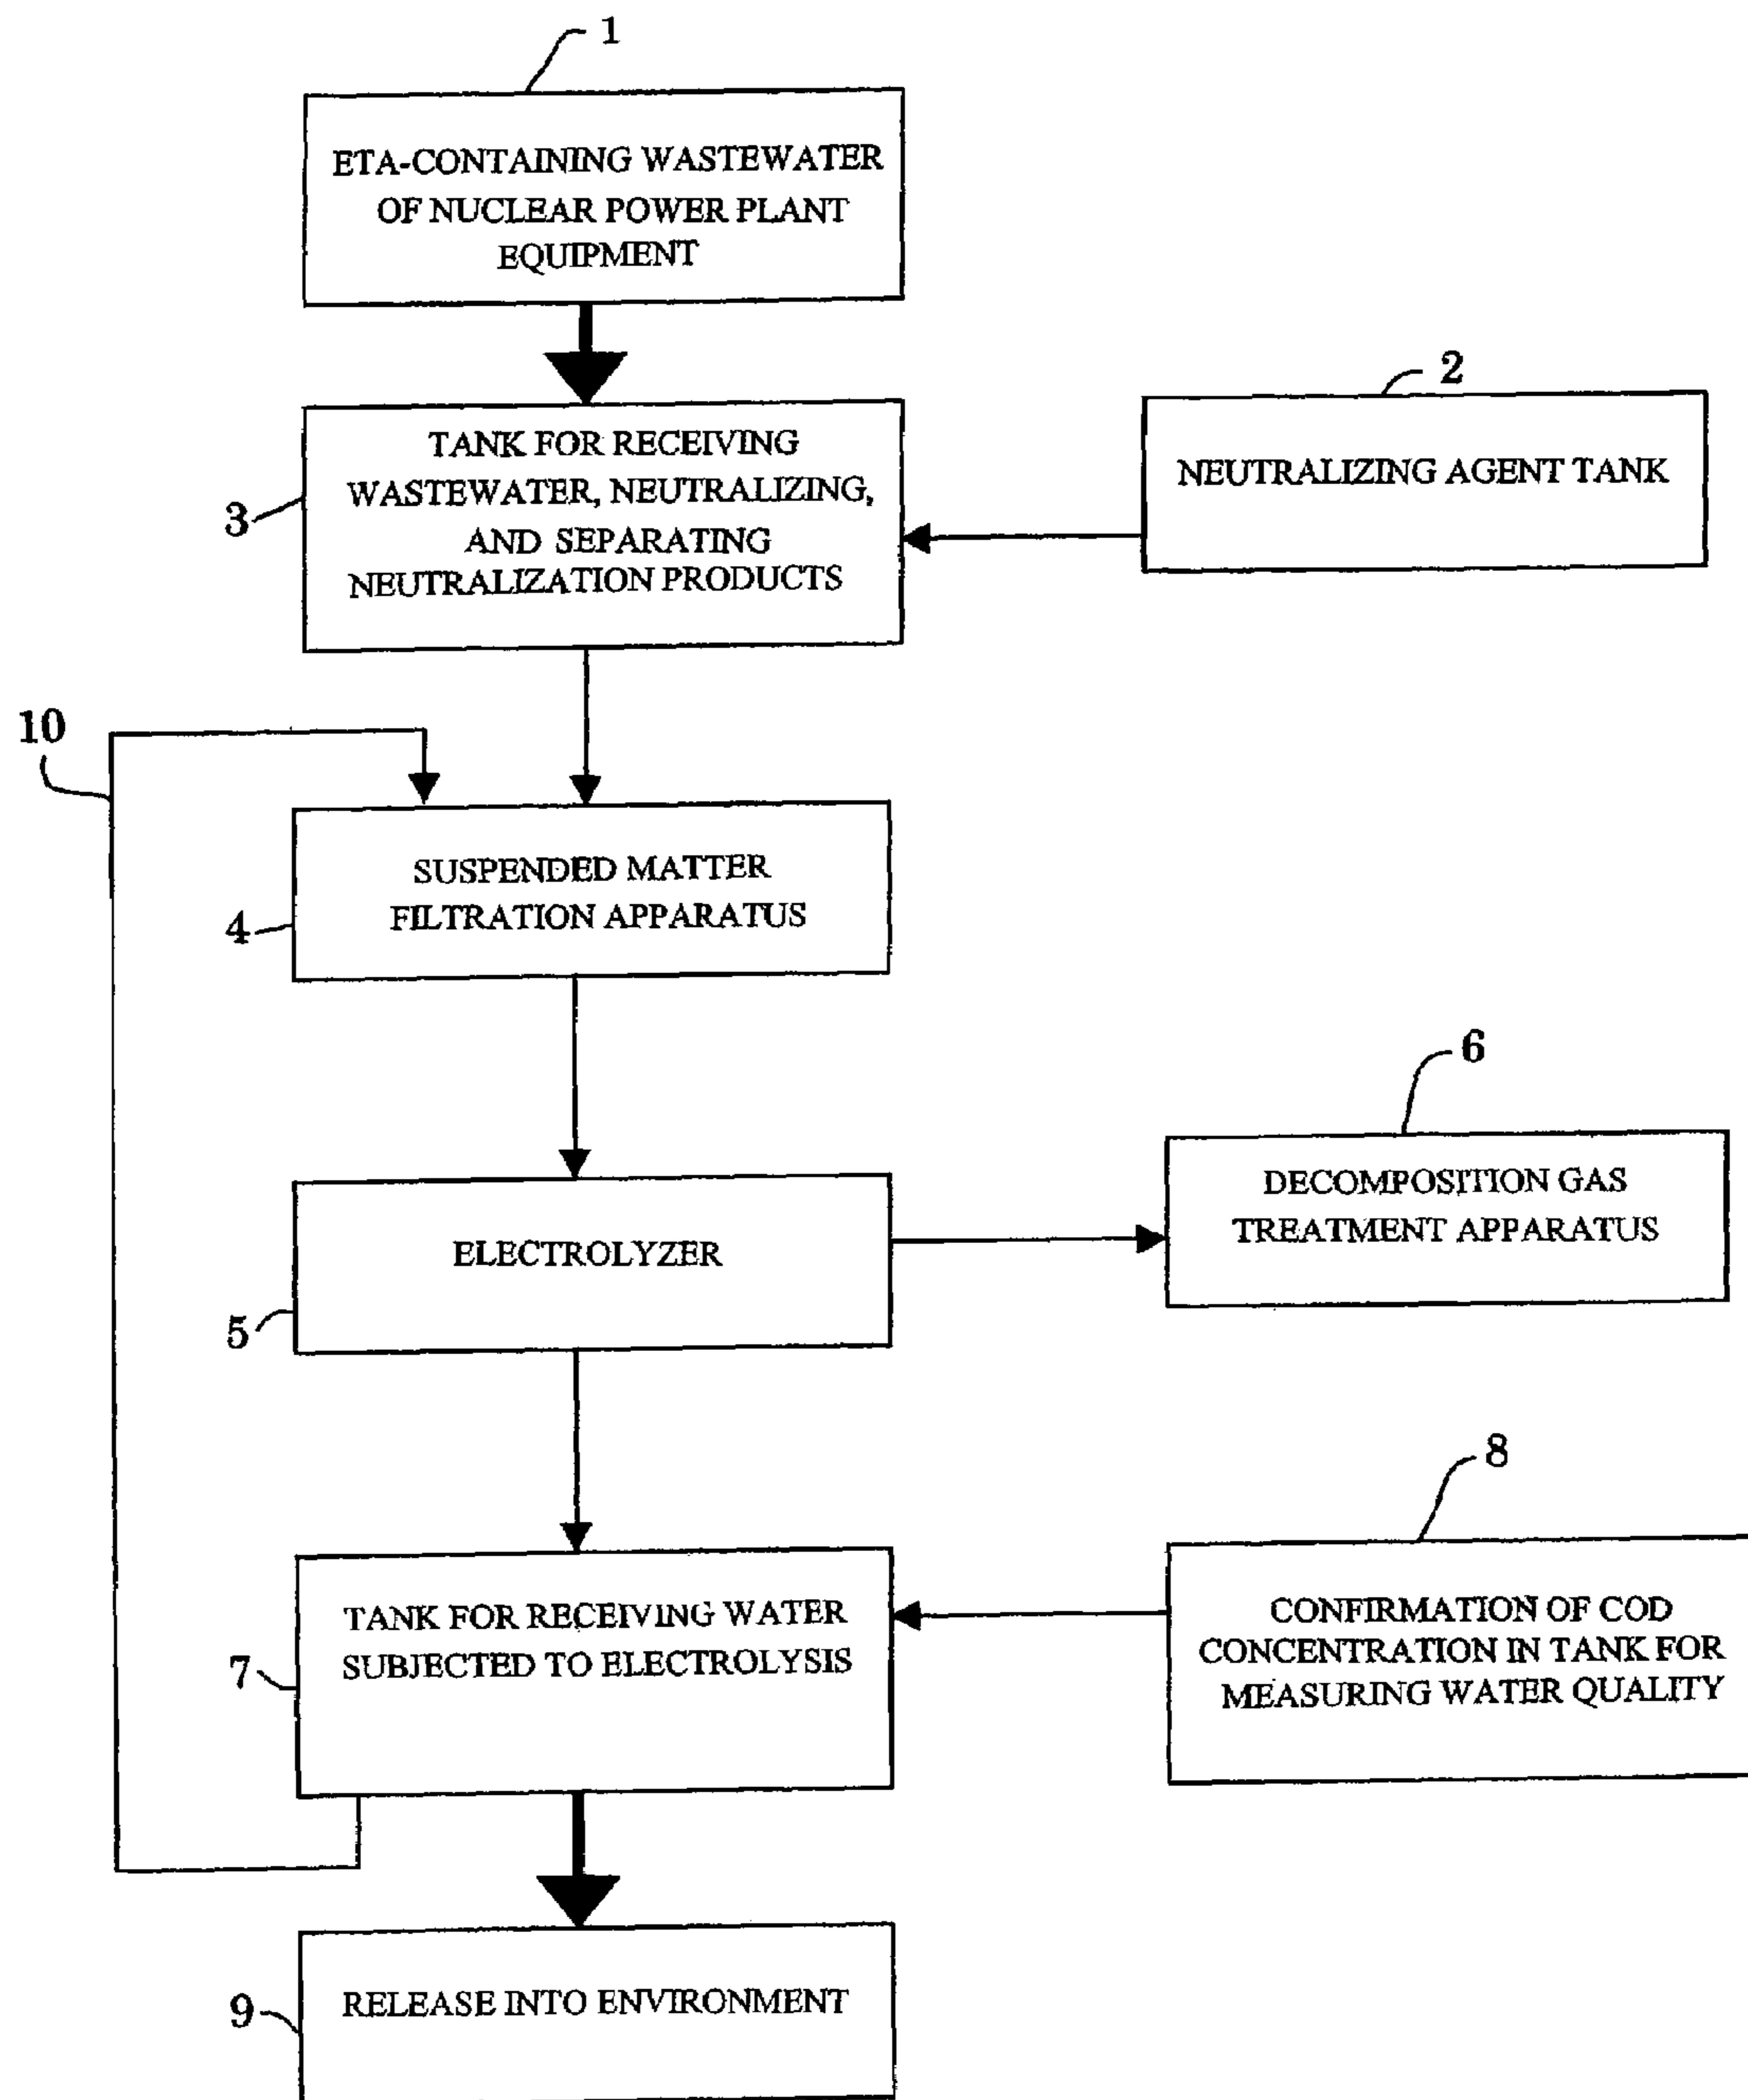 1
ETA-CONTAINING WASTEWATER
OF NUCLEAR POWER PLANT
EQUIPMENT
2
NEUTRALIZING AGENT TANK
3
TANK FOR RECEIVING
WASTEWATER, NEUTRALIZING,
AND SEPARATING
NEUTRALIZATION PRODUCTS
10
4
SUSPENDED MATTER
FILTRATION APPARATUS
5
ELECTROLYZER
6
DECOMPOSITION GAS
TREATMENT APPARATUS
7
TANK FOR RECEIVING WATER
SUBJECTED TO ELECTROLYSIS
8
CONFIRMATION OF COD
CONCENTRATION IN TANK FOR
MEASURING WATER QUALITY
9
RELEASE INTO ENVIRONMENT